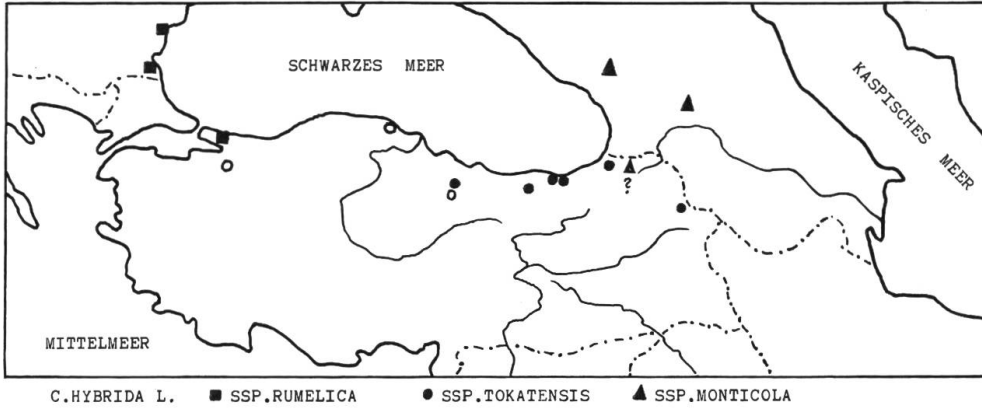 SCHWARZES MEER
KASPISCHES MEER
?
MITTELMEER
C.HYBRIDA L. ■ SSP.RUMELICA ● SSP.TOKATENSIS ▲ SSP.MONTICOLA